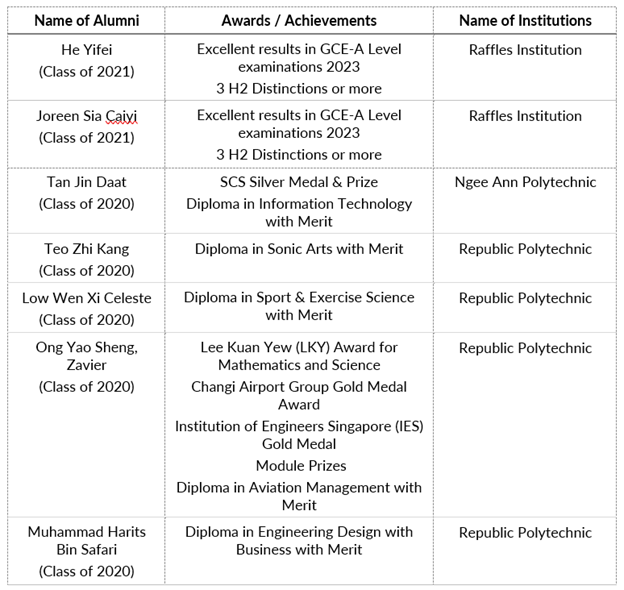 Name of Alumni Awards / Achievements Name of Institutions
He Yifei
(Class of 2021)
Excellent results in GCE-A Level
examinations 2023
3 H2 Distinctions or more
Raffles Institution
Joreen Sia Caiyi
(Class of 2021)
Excellent results in GCE-A Level
examinations 2023
3 H2 Distinctions or more
Raffles Institution
Tan Jin Daat
(Class of 2020)
SCS Silver Medal & Prize
Diploma in Information Technology
with Merit
Ngee Ann Polytechnic
Teo Zhi Kang
(Class of 2020)
Diploma in Sonic Arts with Merit
Republic Polytechnic
Low Wen Xi Celeste
(Class of 2020)
Diploma in Sport & Exercise Science
with Merit
Republic Polytechnic
Ong Yao Sheng,
Zavier
(Class of 2020)
Lee Kuan Yew (LKY) Award for
Mathematics and Science
Changi Airport Group Gold Medal
Award
Institution of Engineers Singapore (IES)
Gold Medal
Module Prizes
Diploma in Aviation Management with
Merit
Republic Polytechnic
Muhammad Harits
Bin Safari
(Class of 2020)
Diploma in Engineering Design with
Business with Merit
Republic Polytechnic